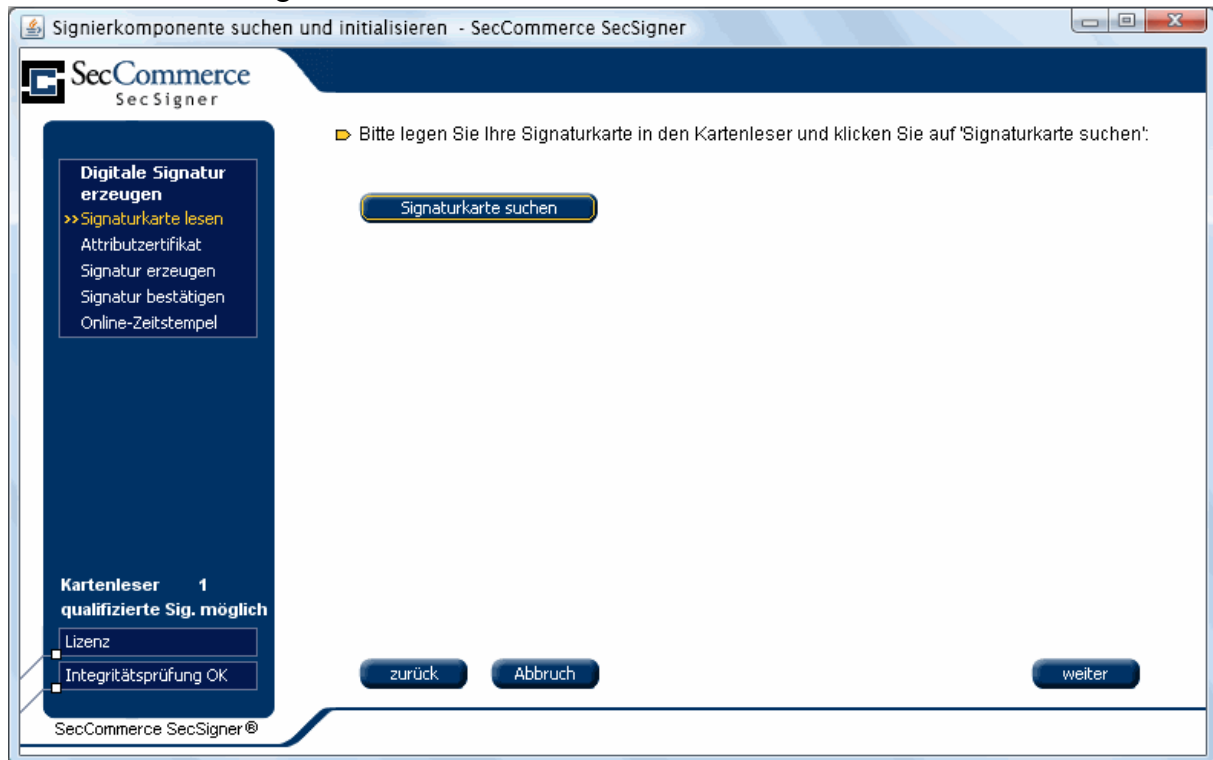 Signierkomponente suchen und initialisieren - SecCommerce SecSigner
SecCommerce
SecSigner
Bitte legen Sie Ihre Signaturkarte in den Kartenleser und klicken Sie auf 'Signaturkarte suchen':
Digitale Signatur
erzeugen
>>Signaturkarte lesen
Attributzertifikat
Signatur erzeugen
Signatur bestätigen
Online-Zeitstempel
Signaturkarte suchen
Kartenleser 1
qualifizierte Sig. möglich
Lizenz
Integritätsprüfung OK
zurück Abbruch weiter
SecCommerce SecSigner®